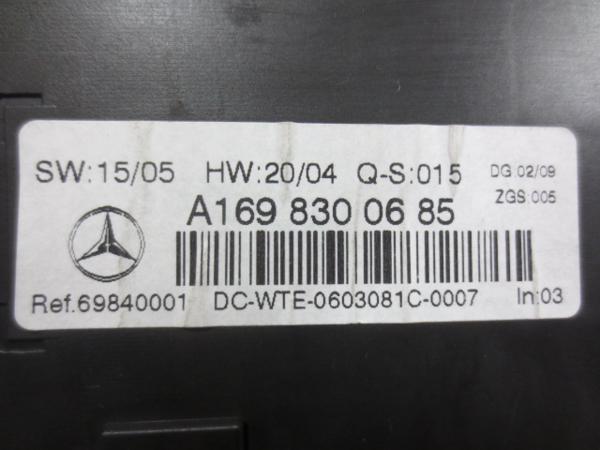 SW:15/05 HW:20/04 Q-S:015 DG:02/09
ZGS:005
A169 830 06 85
Ref.69840001 DC-WTE-0603081C-0007 In:03